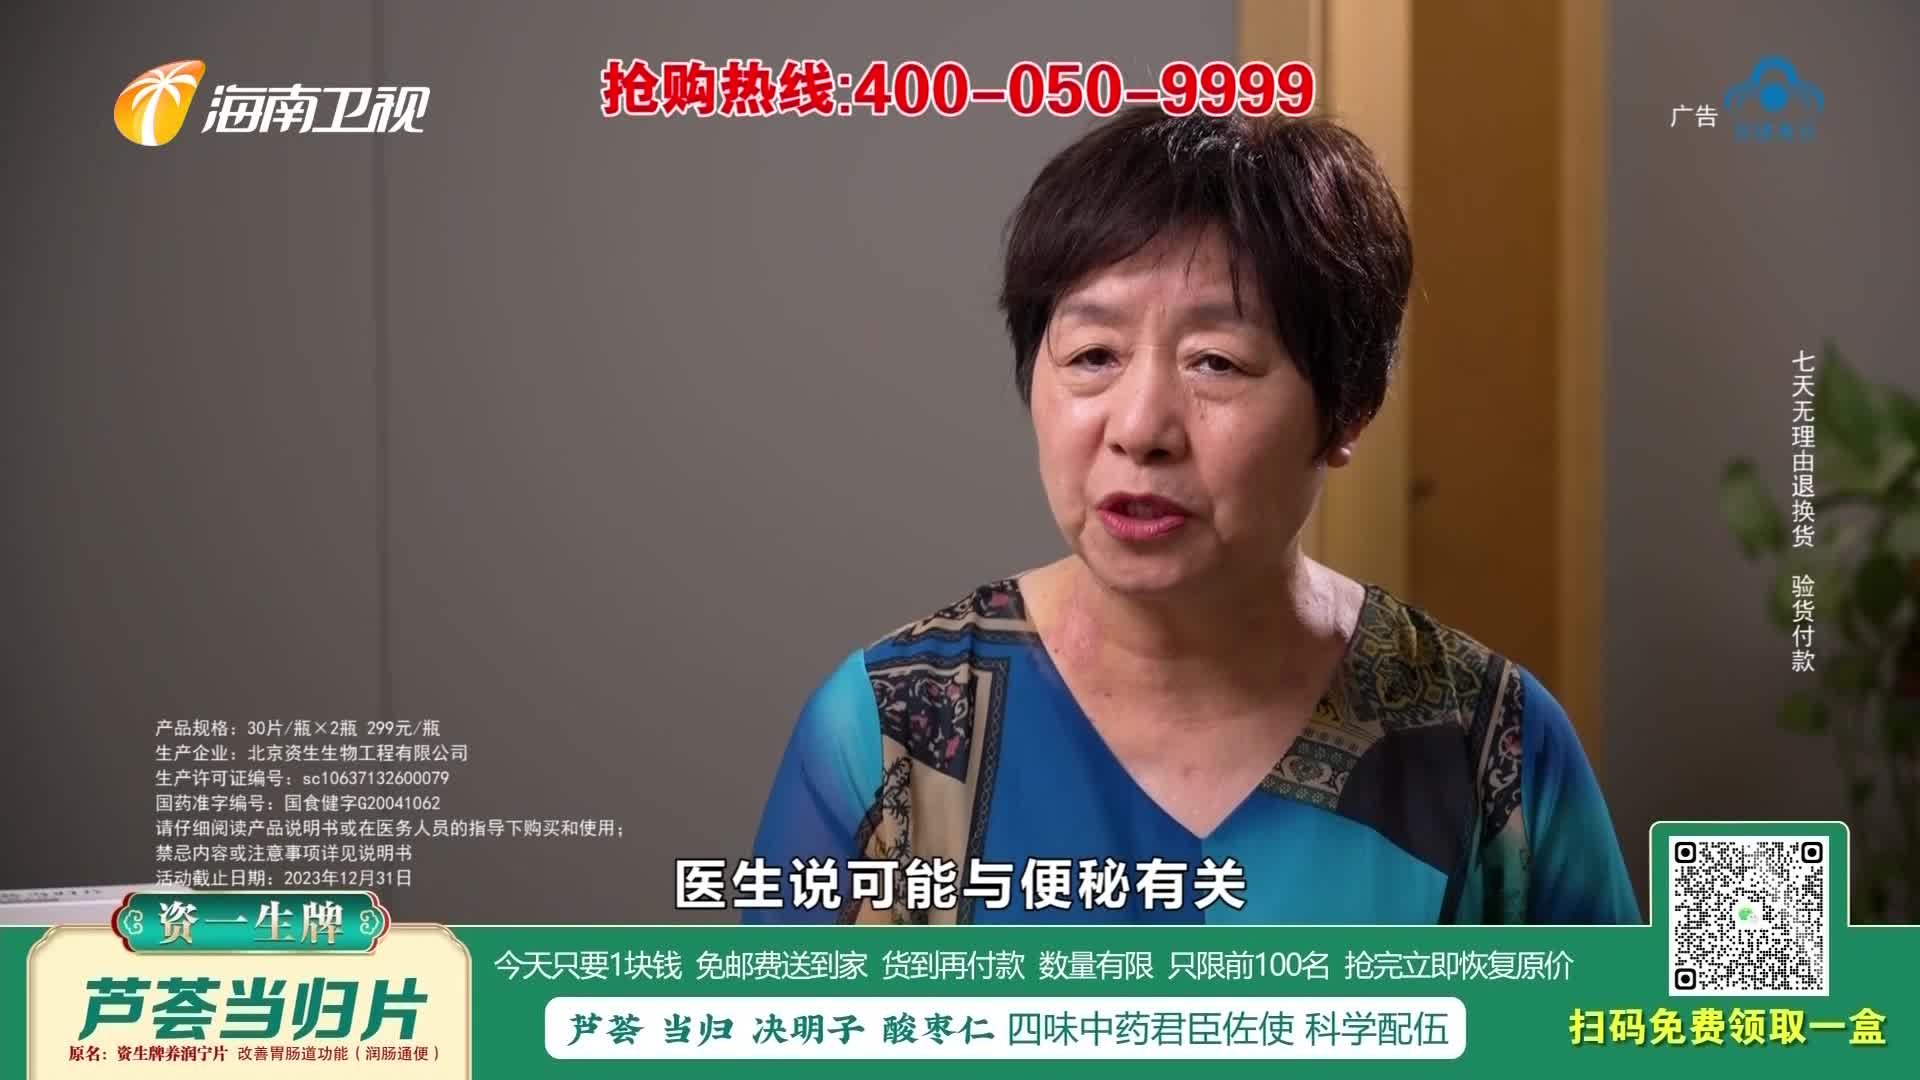 海南卫视
抢购热线:400-050-9999
广告
七天无理由退换货 验货付款
产品规格：30片/瓶×2瓶 299元/瓶
生产企业：北京资生生物工程有限公司
生产许可证编号：sc10637132600079
国药准字编号：国食健字G20041062
请仔细阅读产品说明书或在医务人员的指导下购买和使用；
禁忌内容或注意事项详见说明书
活动截止日期：2023年12月31日
医生说可能与便秘有关
资一生牌
芦荟当归片
原名：资生牌养润宁片 改善胃肠道功能（润肠通便）
今天只要1块钱 免邮费送到家 货到再付款 数量有限 只限前100名 抢完立即恢复原价
芦荟 当归 决明子 酸枣仁 四味中药君臣佐使 科学配伍
扫码免费领取一盒